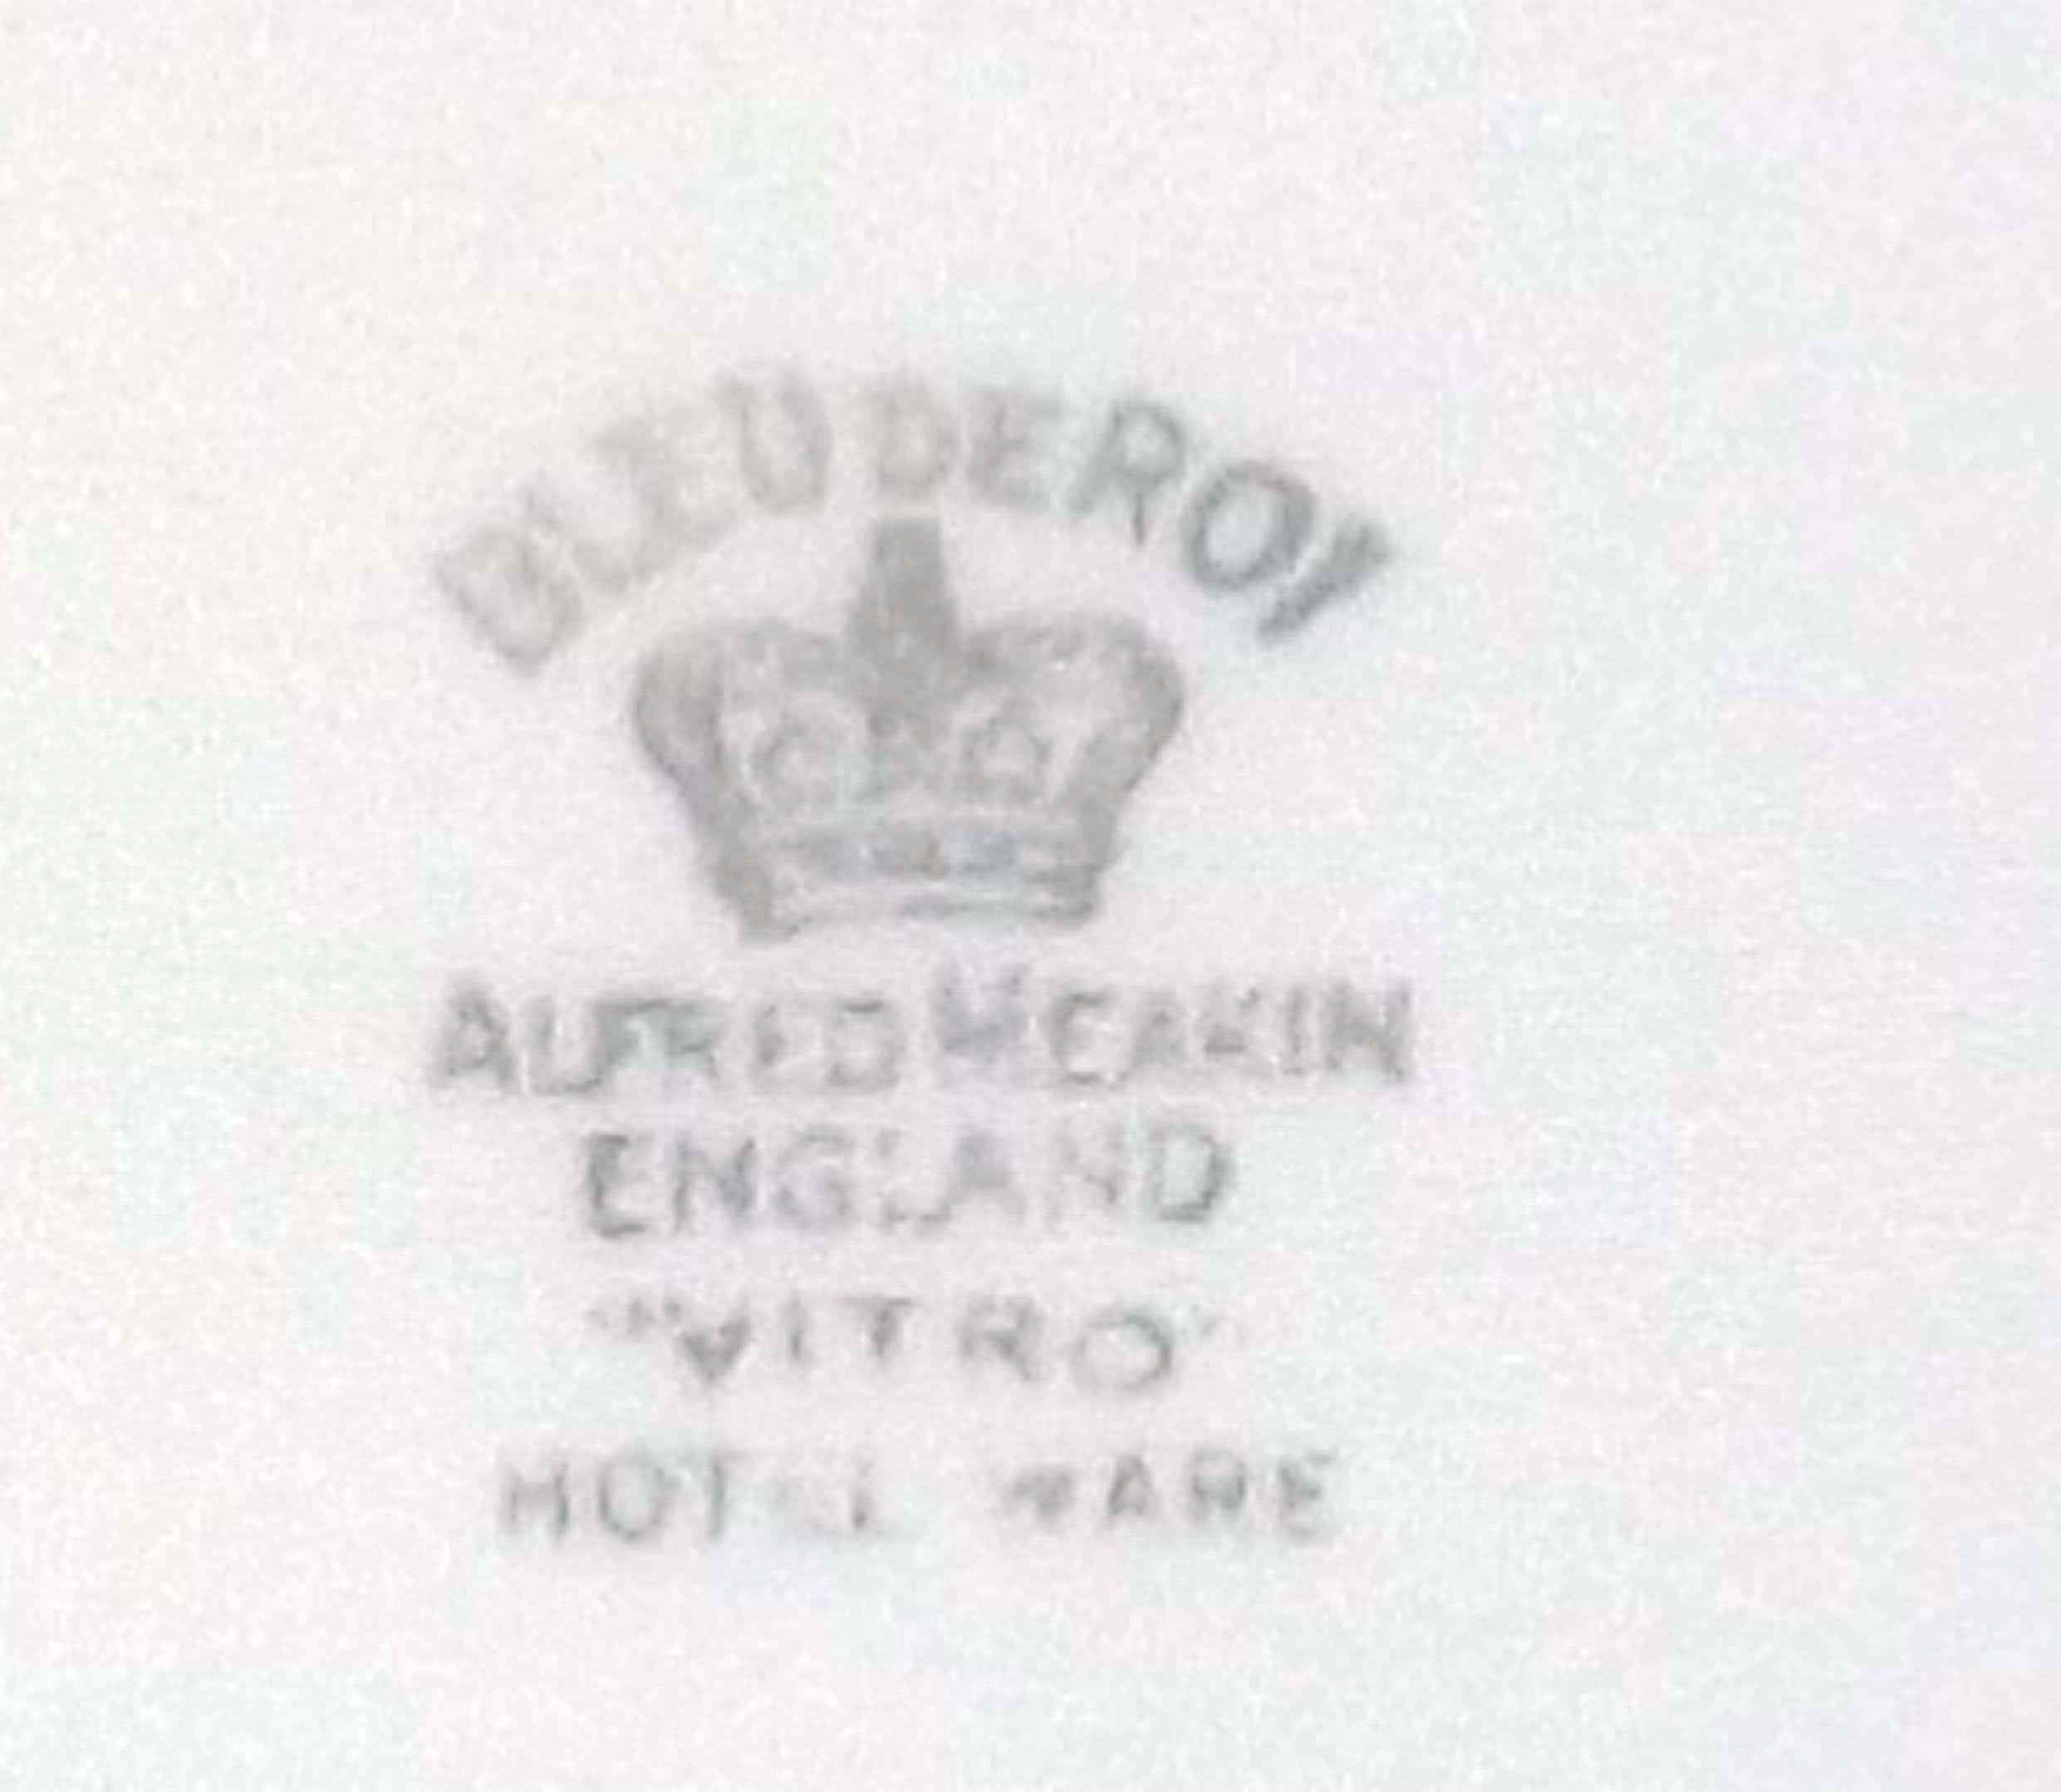 BLEU DE ROI
ALFRED MEAKIN
ENGLAND
"VITRO"
HOTEL WARE